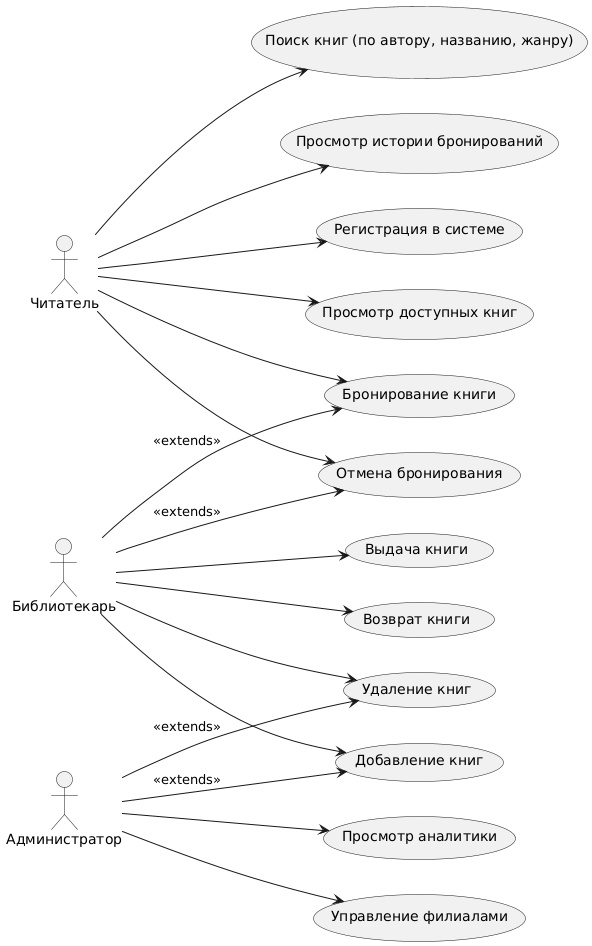 Поиск книг (по автору, названию, жанру)
Просмотр истории бронирований
Регистрация в системе
Читатель
Просмотр доступных книг
Бронирование книги
«extends»
Отмена бронирования
«extends»
Выдача книги
Библиотекарь
Возврат книги
Удаление книг
«extends»
Добавление книг
«extends»
Просмотр аналитики
Администратор
Управление филиалами